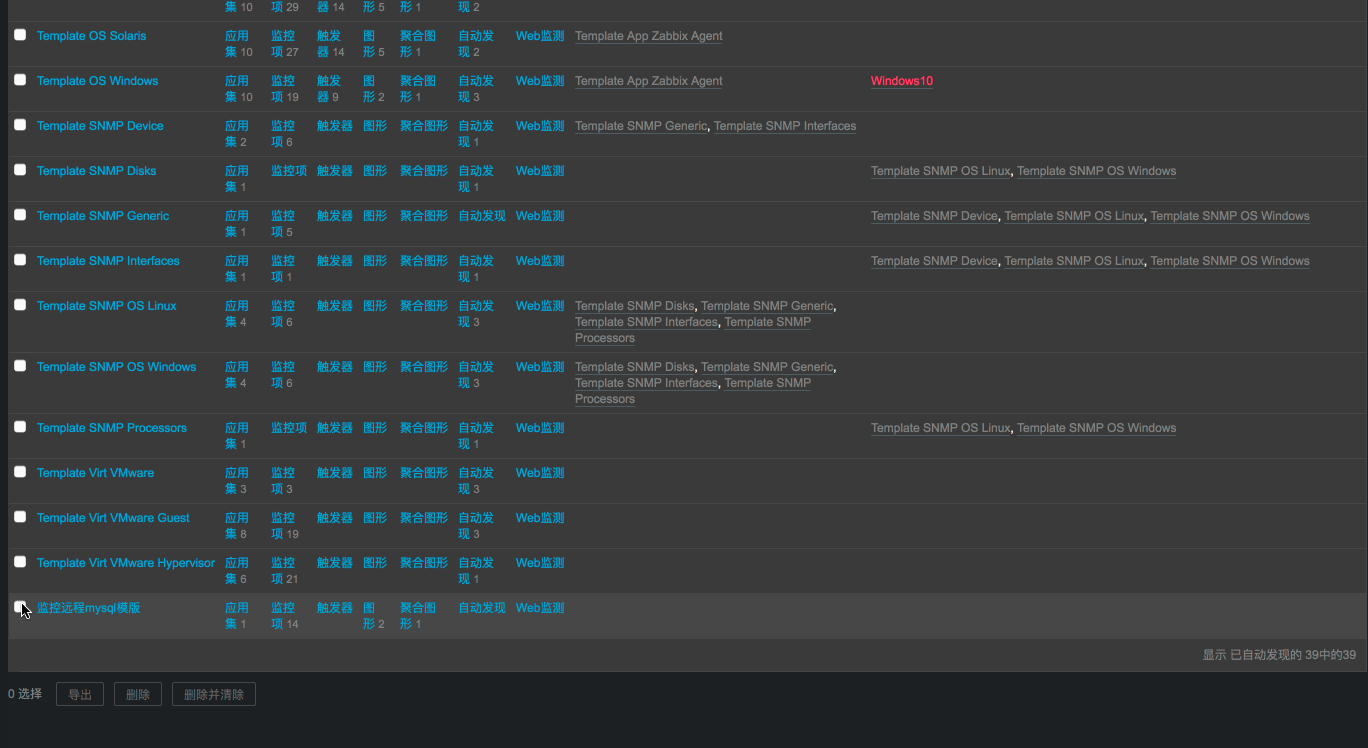 集 10 项 29 器 14 形 5 形 1 现 2
Template OS Solaris 应用 监控 触发 图 聚合图 自动发 Web监测 Template App Zabbix Agent
集 10 项 27 器 14 形 5 形 1 现 2
Template OS Windows 应用 监控 触发 图 聚合图 自动发 Web监测 Template App Zabbix Agent Windows10
集 10 项 19 器 9 形 2 形 1 现 3
Template SNMP Device 应用 监控 触发器 图形 聚合图形 自动发 Web监测 Template SNMP Generic, Template SNMP Interfaces
集 2 项 6 现 1
Template SNMP Disks 应用 监控项 触发器 图形 聚合图形 自动发 Web监测 Template SNMP OS Linux, Template SNMP OS Windows
集 1 现 1
Template SNMP Generic 应用 监控 触发器 图形 聚合图形 自动发现 Web监测 Template SNMP Device, Template SNMP OS Linux, Template SNMP OS Windows
集 1 项 5
Template SNMP Interfaces 应用 监控 触发器 图形 聚合图形 自动发 Web监测 Template SNMP Device, Template SNMP OS Linux, Template SNMP OS Windows
集 1 项 1 现 1
Template SNMP OS Linux 应用 监控 触发器 图形 聚合图形 自动发 Web监测 Template SNMP Disks, Template SNMP Generic,
集 4 项 6 现 3 Template SNMP Interfaces, Template SNMP
Processors
Template SNMP OS Windows 应用 监控 触发器 图形 聚合图形 自动发 Web监测 Template SNMP Disks, Template SNMP Generic,
集 4 项 6 现 3 Template SNMP Interfaces, Template SNMP
Processors
Template SNMP Processors 应用 监控项 触发器 图形 聚合图形 自动发 Web监测 Template SNMP OS Linux, Template SNMP OS Windows
集 1 现 1
Template Virt VMware 应用 监控 触发器 图形 聚合图形 自动发 Web监测
集 3 项 3 现 3
Template Virt VMware Guest 应用 监控 触发器 图形 聚合图形 自动发 Web监测
集 8 项 19 现 3
Template Virt VMware Hypervisor 应用 监控 触发器 图形 聚合图形 自动发 Web监测
集 6 项 21 现 1
监控远程mysql模版 应用 监控 触发器 图 聚合图 自动发现 Web监测
集 1 项 14 形 2 形 1
显示 已自动发现的 39中的39
0 选择 导出 删除 删除并清除